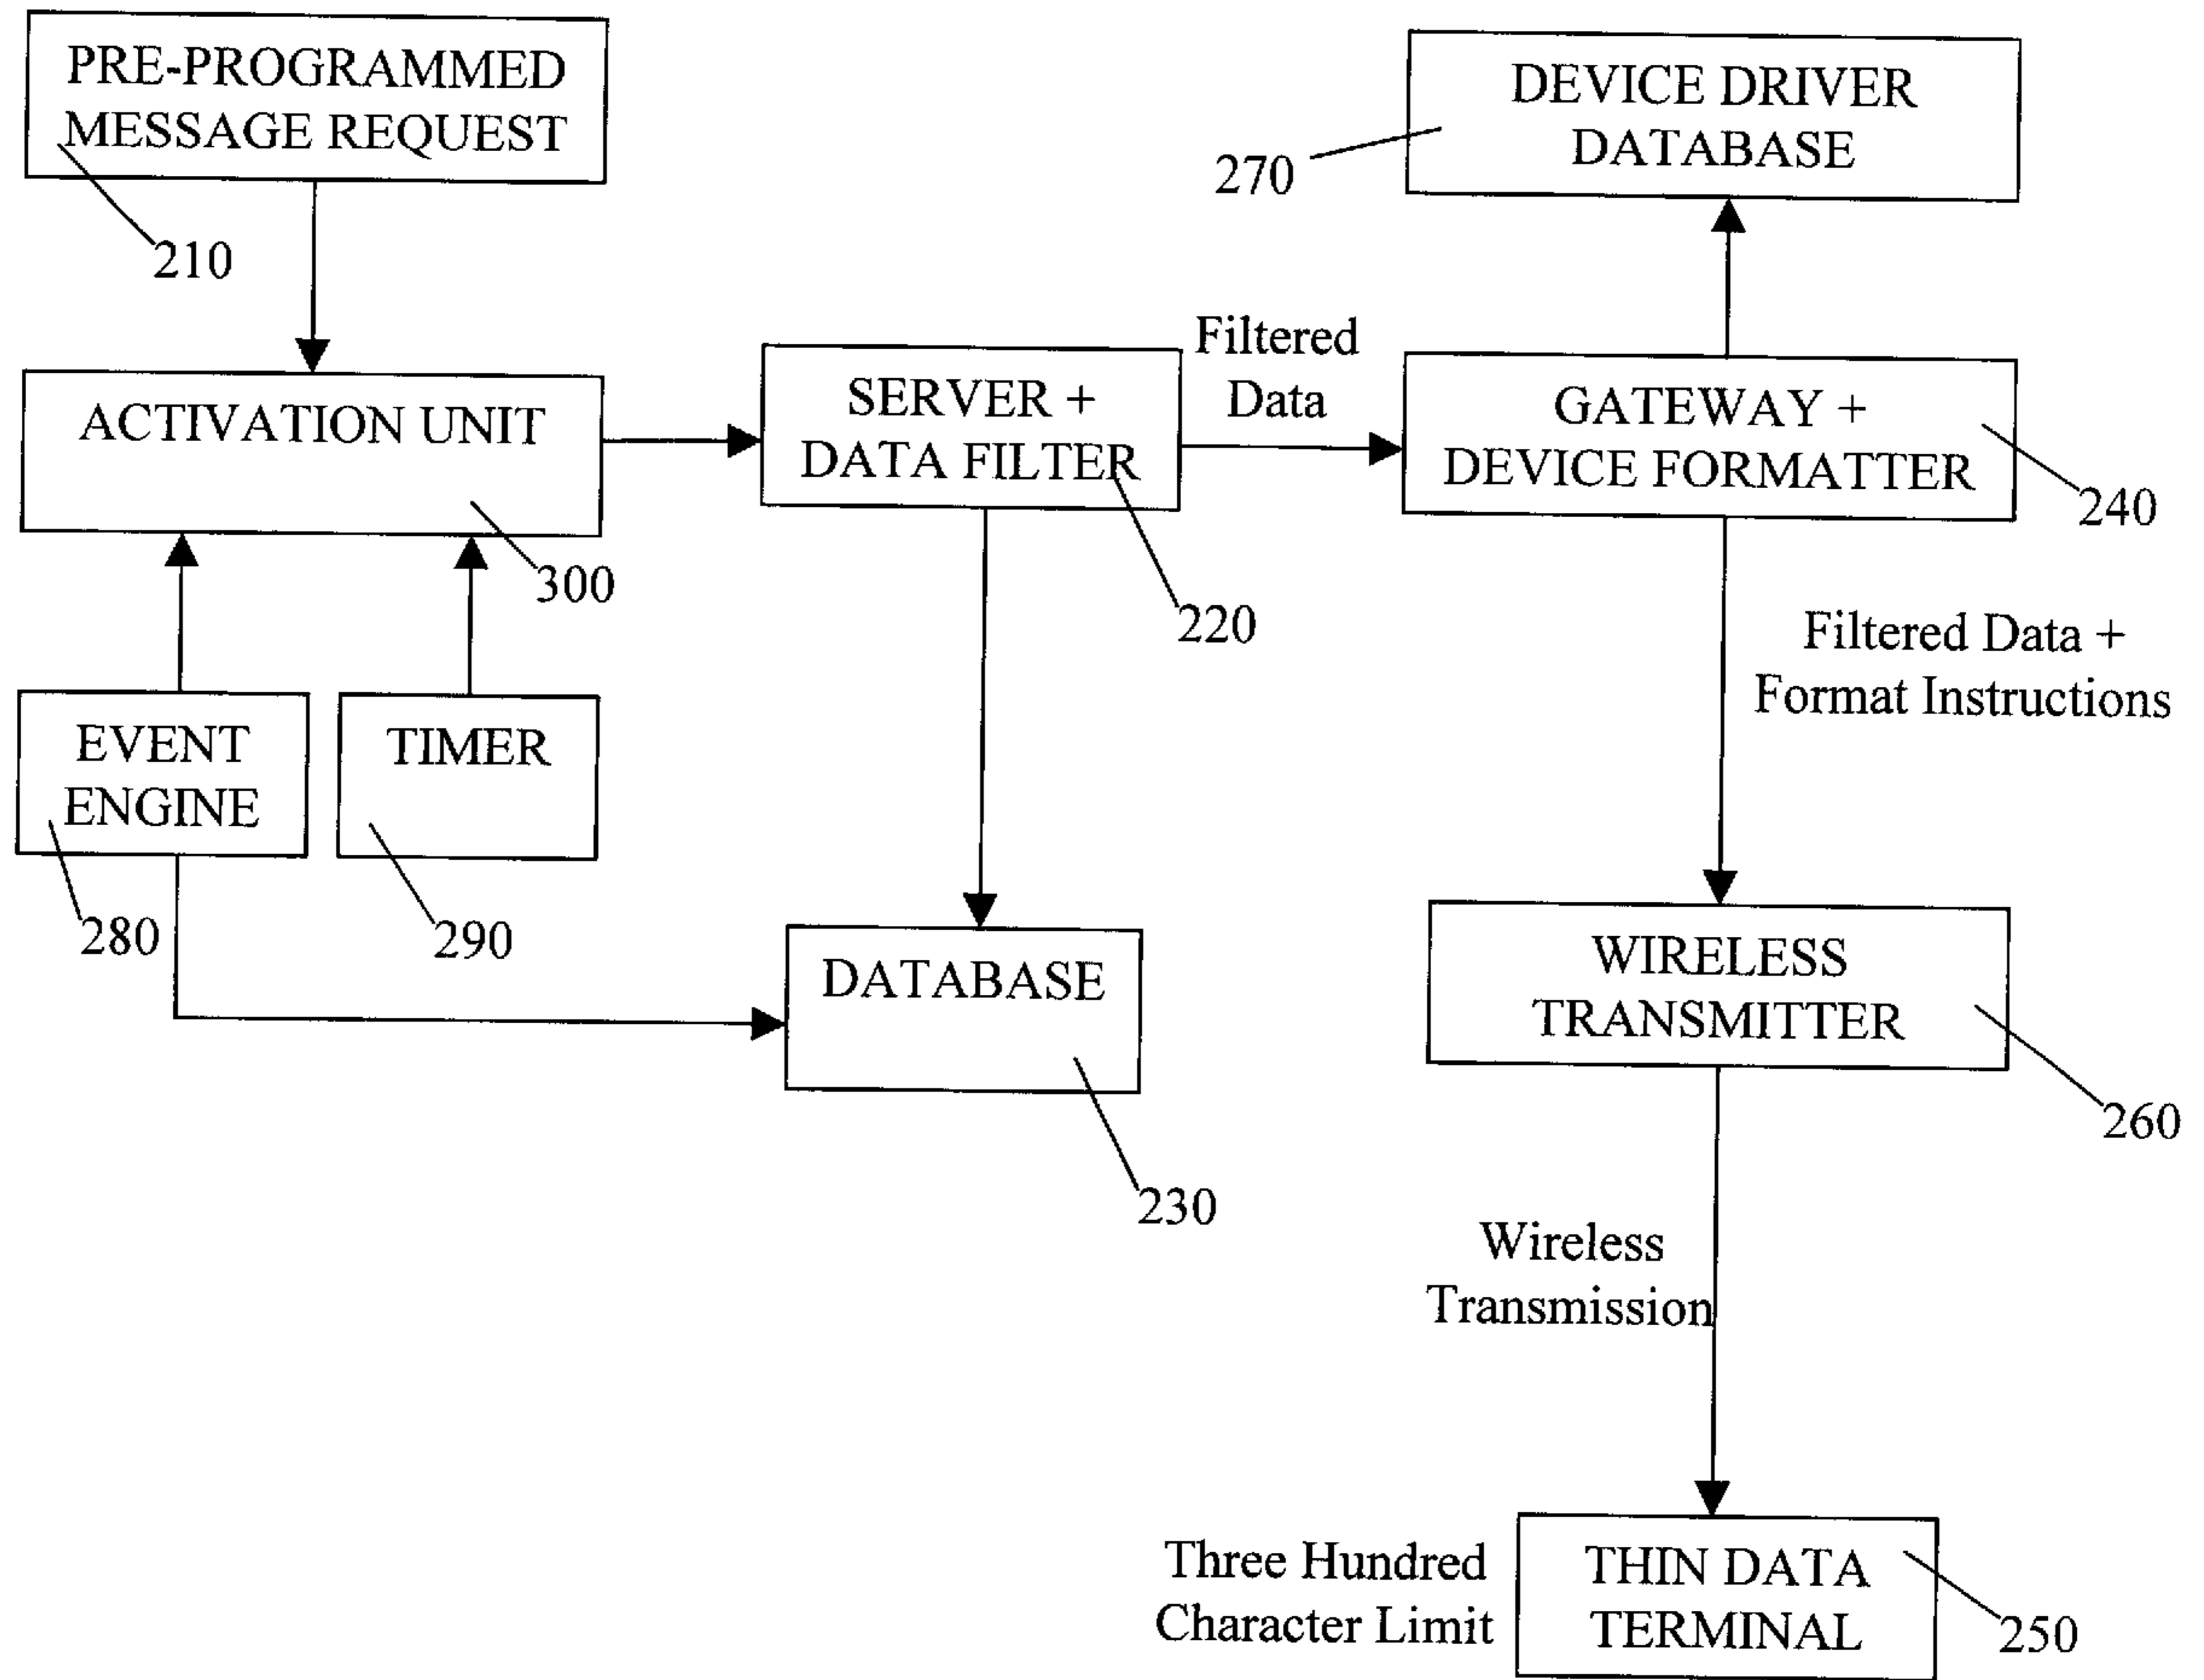 PRE-PROGRAMMED
MESSAGE REQUEST
210
DEVICE DRIVER
DATABASE
270
ACTIVATION UNIT
300
SERVER +
DATA FILTER
220
Filtered
Data
GATEWAY +
DEVICE FORMATTER
240
Filtered Data +
Format Instructions
EVENT
ENGINE
280
TIMER
290
DATABASE
230
WIRELESS
TRANSMITTER
260
Wireless
Transmission
Three Hundred
Character Limit
THIN DATA
TERMINAL
250